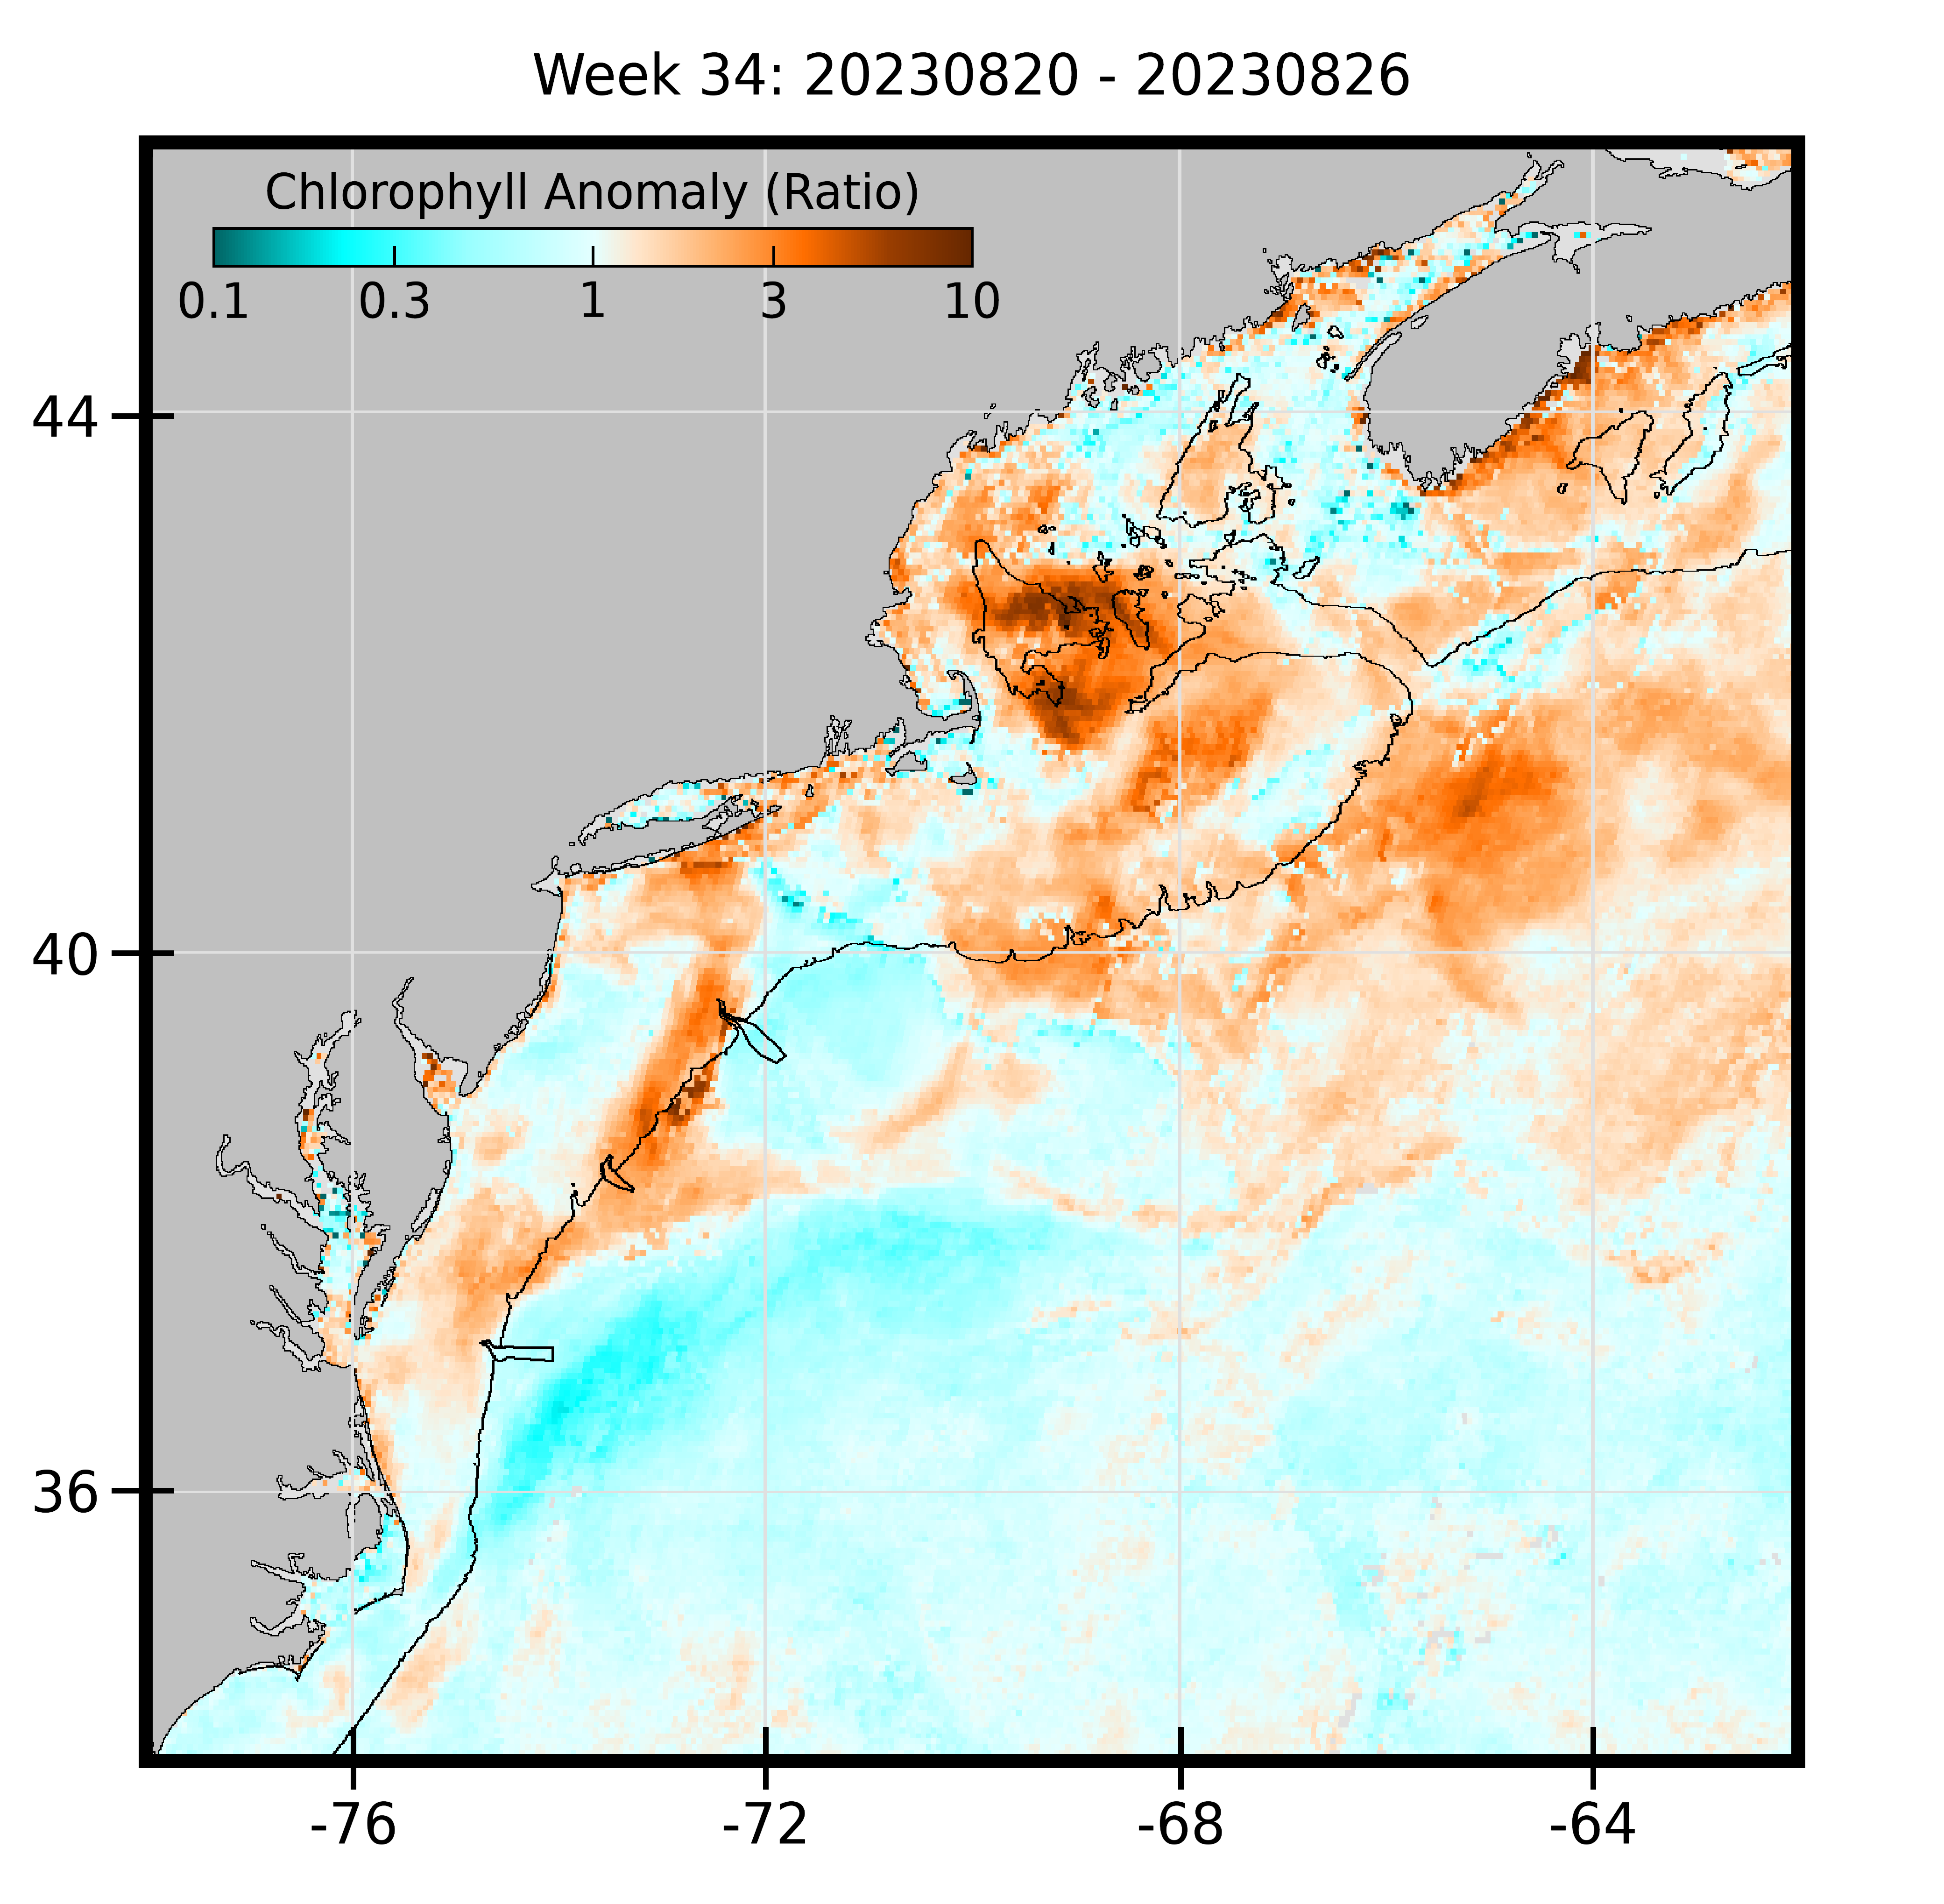 Week 34: 20230820 - 20230826
Chlorophyll Anomaly (Ratio)
0.1 0.3 1 3 10
44
40
36
-76 -72 -68 -64